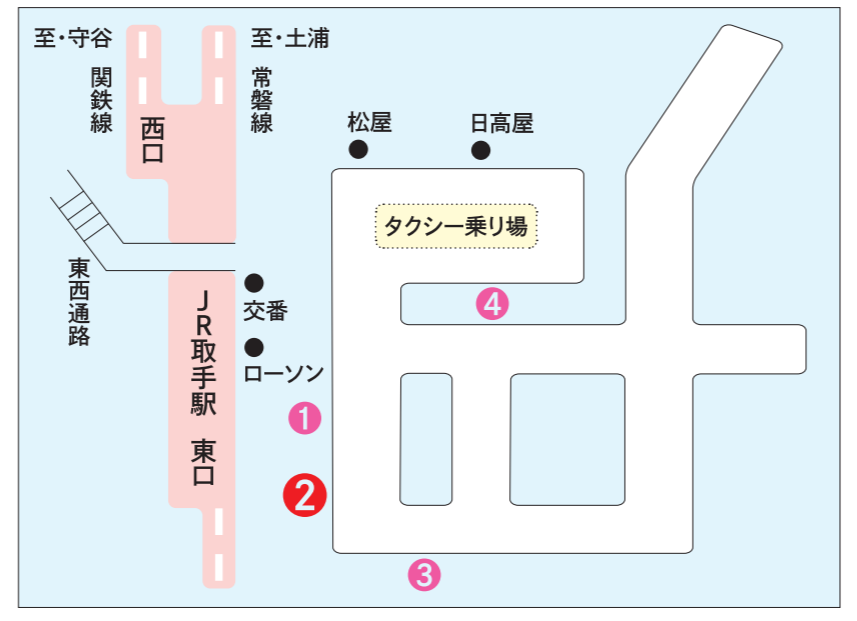 至・守谷
至・土浦
関鉄線
常磐線
西口
松屋
日高屋
タクシー乗り場
東西通路
交番
JR取手駅 東口
ローソン
4
1
2
3